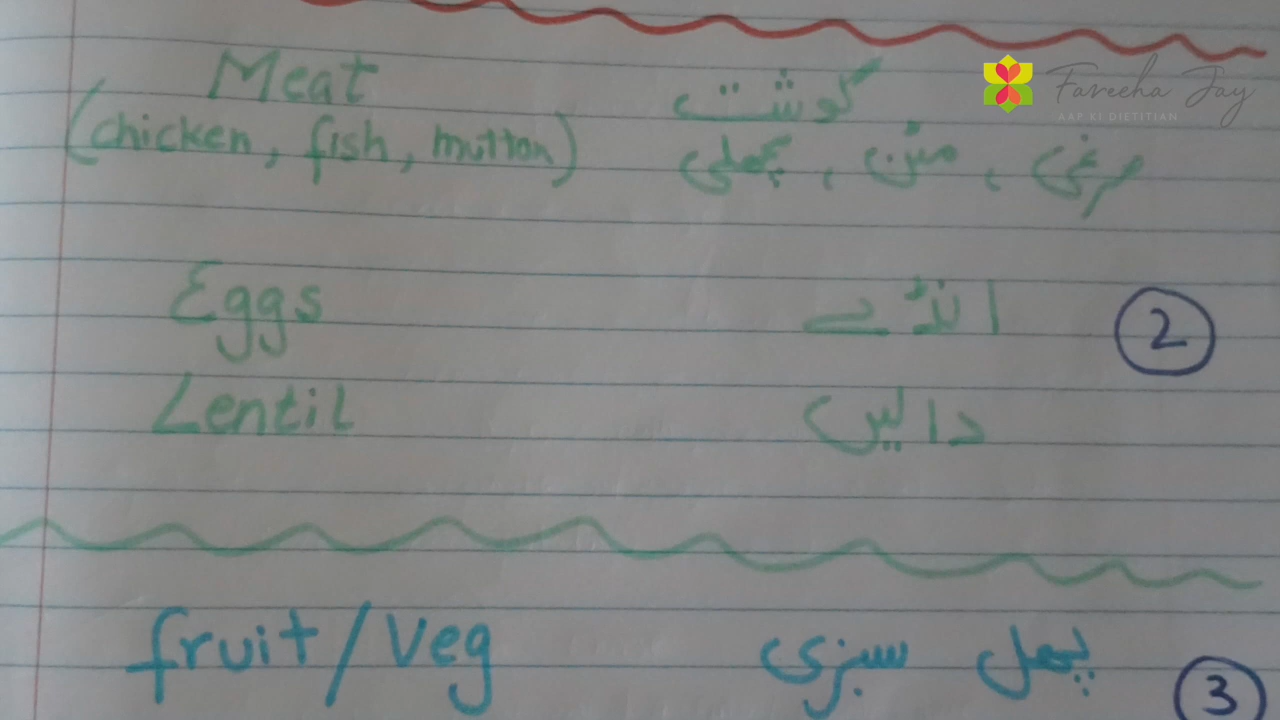 Meat گوشت
(chicken, fish, mutton) مرغی ، مٹن ، مچھلی
Fareeha Jay
AAP KI DIETITIAN
Eggs انڈے
2
Lentil دالیں
fruit/Veg پھل سبزی
3